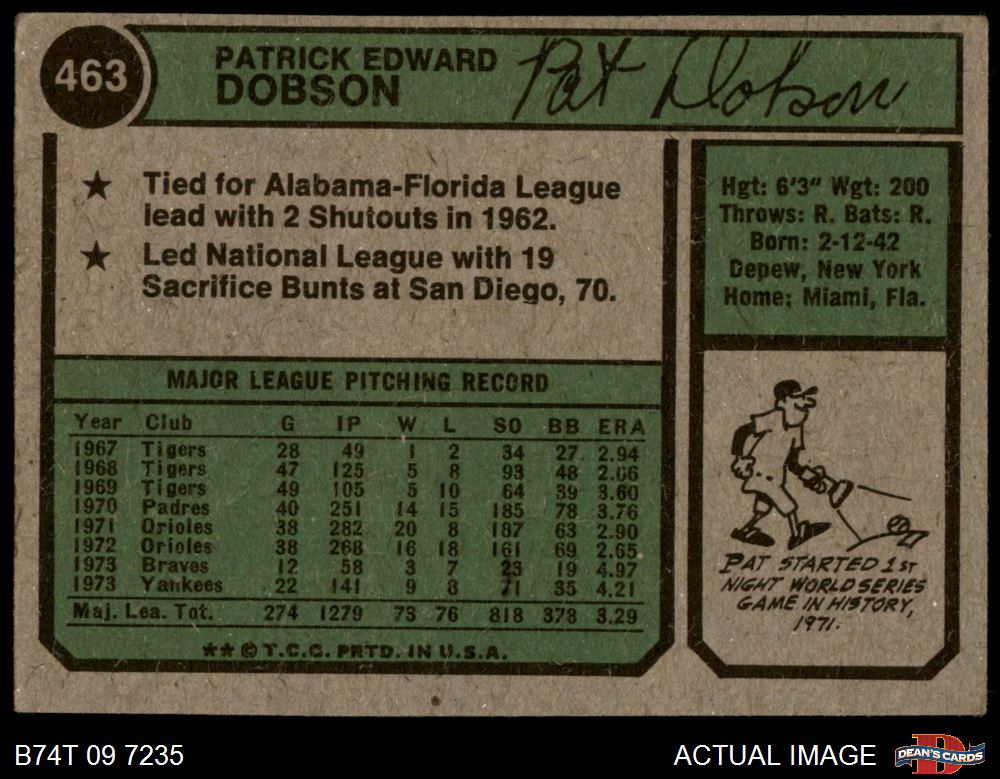 463
PATRICK EDWARD
DOBSON
Pat Dobson
★ Tied for Alabama-Florida League
lead with 2 Shutouts in 1962.
★ Led National League with 19
Sacrifice Bunts at San Diego, 70.
Hgt: 6'3" Wgt: 200
Throws: R. Bats: R.
Born: 2-12-42
Depew, New York
Home; Miami, Fla.
MAJOR LEAGUE PITCHING RECORD
Year Club G IP W L SO BB ERA
1967 Tigers 28 49 1 2 34 27 2.94
1968 Tigers 47 125 5 8 93 48 2.66
1969 Tigers 49 105 5 10 64 39 3.60
1970 Padres 40 251 14 15 185 78 3.76
1971 Orioles 38 282 20 8 187 63 2.90
1972 Orioles 38 268 16 18 161 69 2.65
1973 Braves 12 58 3 7 23 19 4.97
1973 Yankees 22 141 9 8 71 35 4.21
Maj. Lea. Tot. 274 1279 73 76 818 378 3.29
★★ © T.C.G. PRTD. IN U.S.A.
PAT STARTED 1ST
NIGHT WORLD SERIES
GAME IN HISTORY,
1971.
B74T 09 7235
ACTUAL IMAGE
DEAN'S CARDS